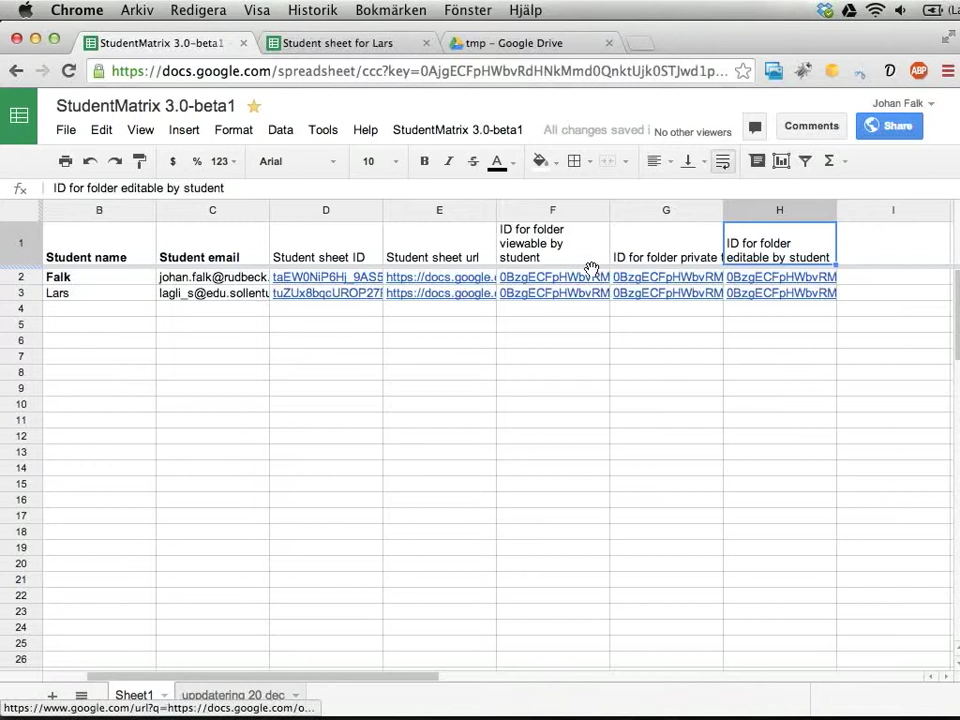 Chrome Arkiv Redigera Visa Historik Bokmärken Fönster Hjälp
StudentMatrix 3.0-beta1 Student sheet for Lars tmp – Google Drive
https://docs.google.com/spreadsheet/ccc?key=0AjgECFpHWbvRdHNkMmd0QnktUjk0STJwd1p...
StudentMatrix 3.0-beta1 Johan Falk
File Edit View Insert Format Data Tools Help StudentMatrix 3.0-beta1 All changes saved i No other viewers Comments Share
$ % 123 Arial 10 B I S A Σ
fx ID for folder editable by student
B C D E F G H I
1 Student name Student email Student sheet ID Student sheet url ID for folder viewable by student ID for folder private t ID for folder editable by student
2 Falk johan.falk@rudbeck. taEW0NiP6Hj_9AS5 https://docs.google. 0BzgECFpHWbvRM 0BzgECFpHWbvRM 0BzgECFpHWbvRM
3 Lars lagli_s@edu.sollentu tuZUx8bqcUROP27I https://docs.google. 0BzgECFpHWbvRM 0BzgECFpHWbvRM 0BzgECFpHWbvRM
4
5
6
7
8
9
10
11
12
13
14
15
16
17
18
19
20
21
22
23
24
25
26
Sheet1 uppdatering 20 dec
https://www.google.com/url?q=https://docs.google.com/o...